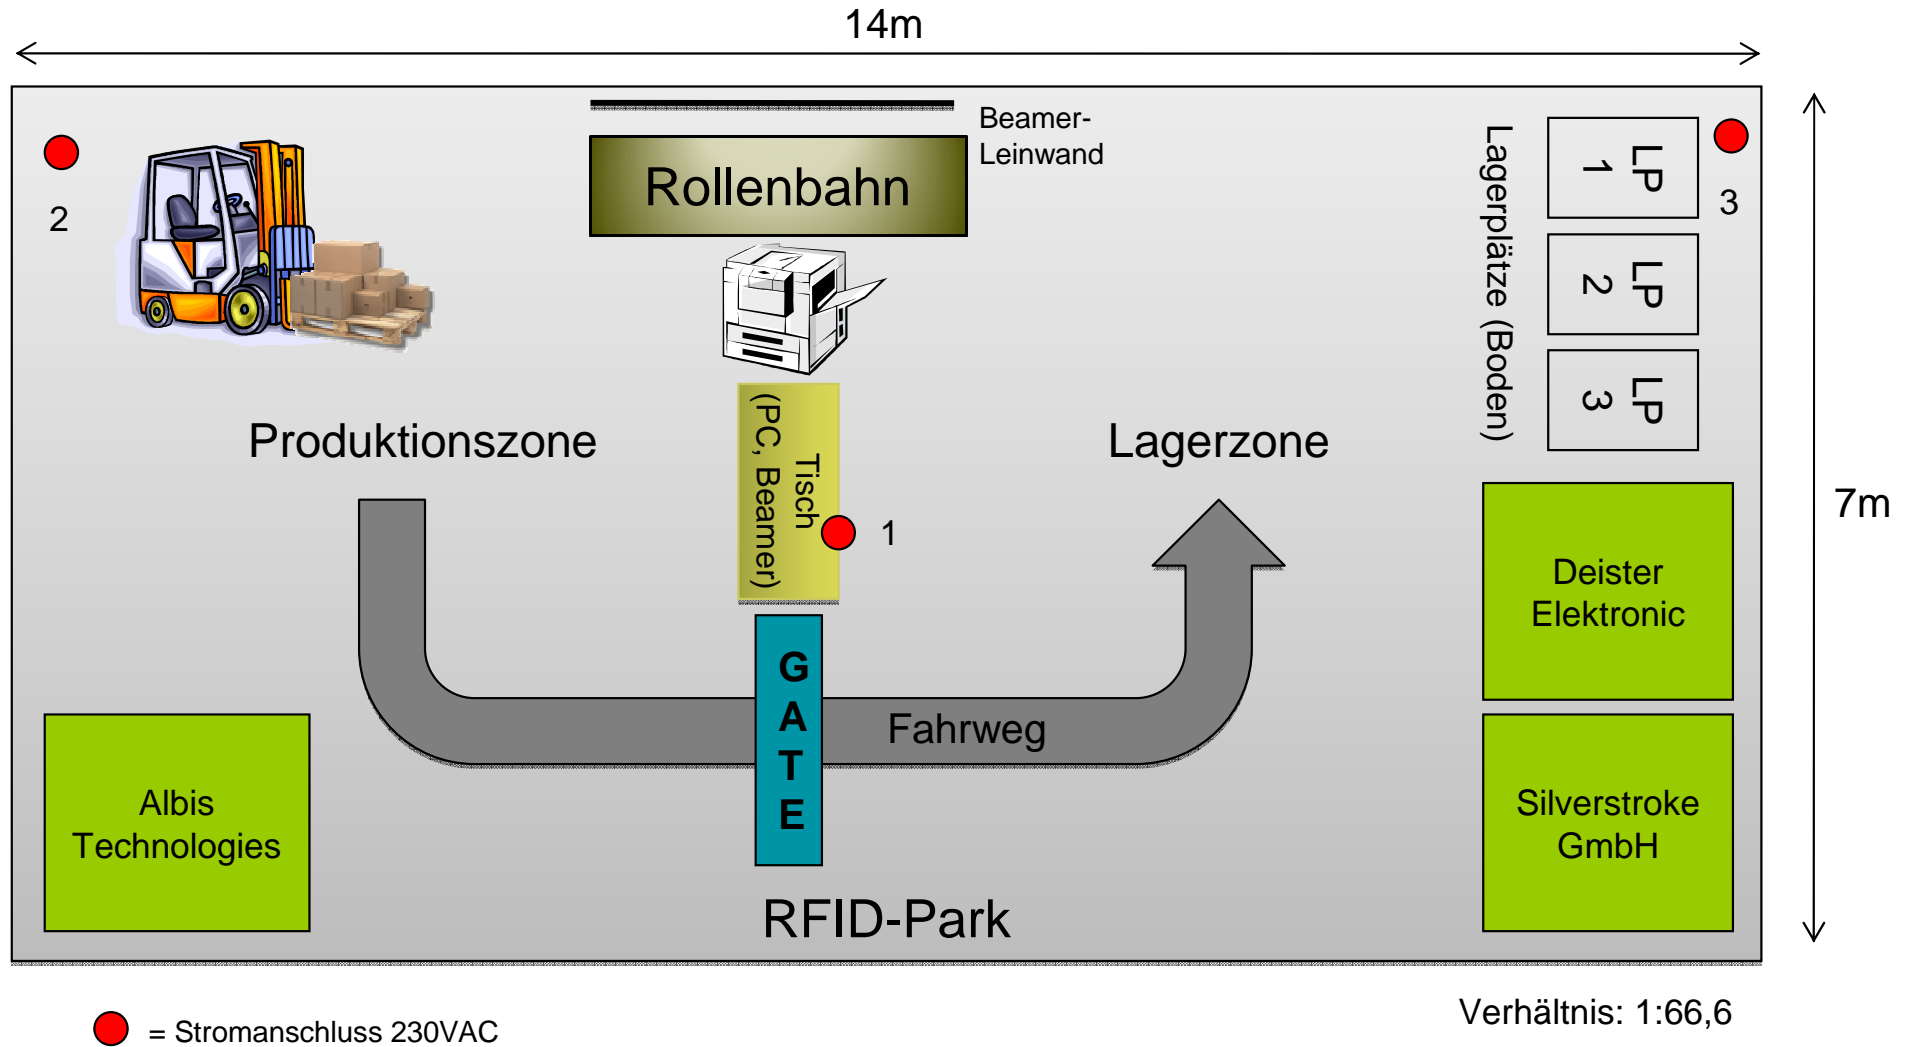 14m
Beamer-
Leinwand
Rollenbahn
2
Lagerplätze (Boden)
LP
1
3
LP
2
LP
3
Produktionszone
Tisch
(PC, Beamer)
1
Lagerzone
7m
Deister
Elektronic
GATE
Fahrweg
Albis
Technologies
Silverstroke
GmbH
RFID-Park
= Stromanschluss 230VAC
Verhältnis: 1:66,6